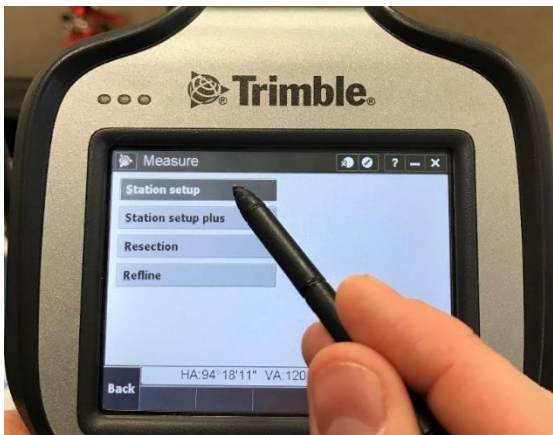 Trimble
Measure
? – ×
Station setup
Station setup plus
Resection
Refline
HA:94°18'11" VA:120
Back